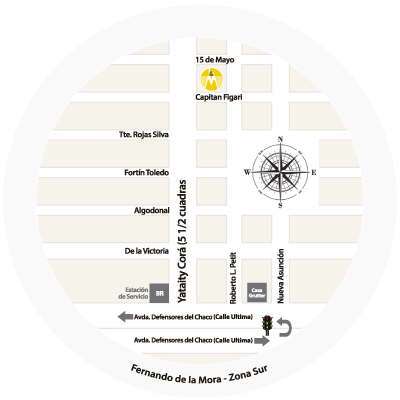 15 de Mayo
M
Capitan Figari
Tte. Rojas Silva
N
Fortín Toledo
W
E
S
Algodonal
Yataity Corá (5 1/2 cuadras
De la Victoria
Roberto L. Petit
Nueva Asunción
Estación
de Servicio
BR
Casa
Grutter
Avda. Defensores del Chaco (Calle Ultima)
Avda. Defensores del Chaco (Calle Ultima)
Fernando de la Mora - Zona Sur